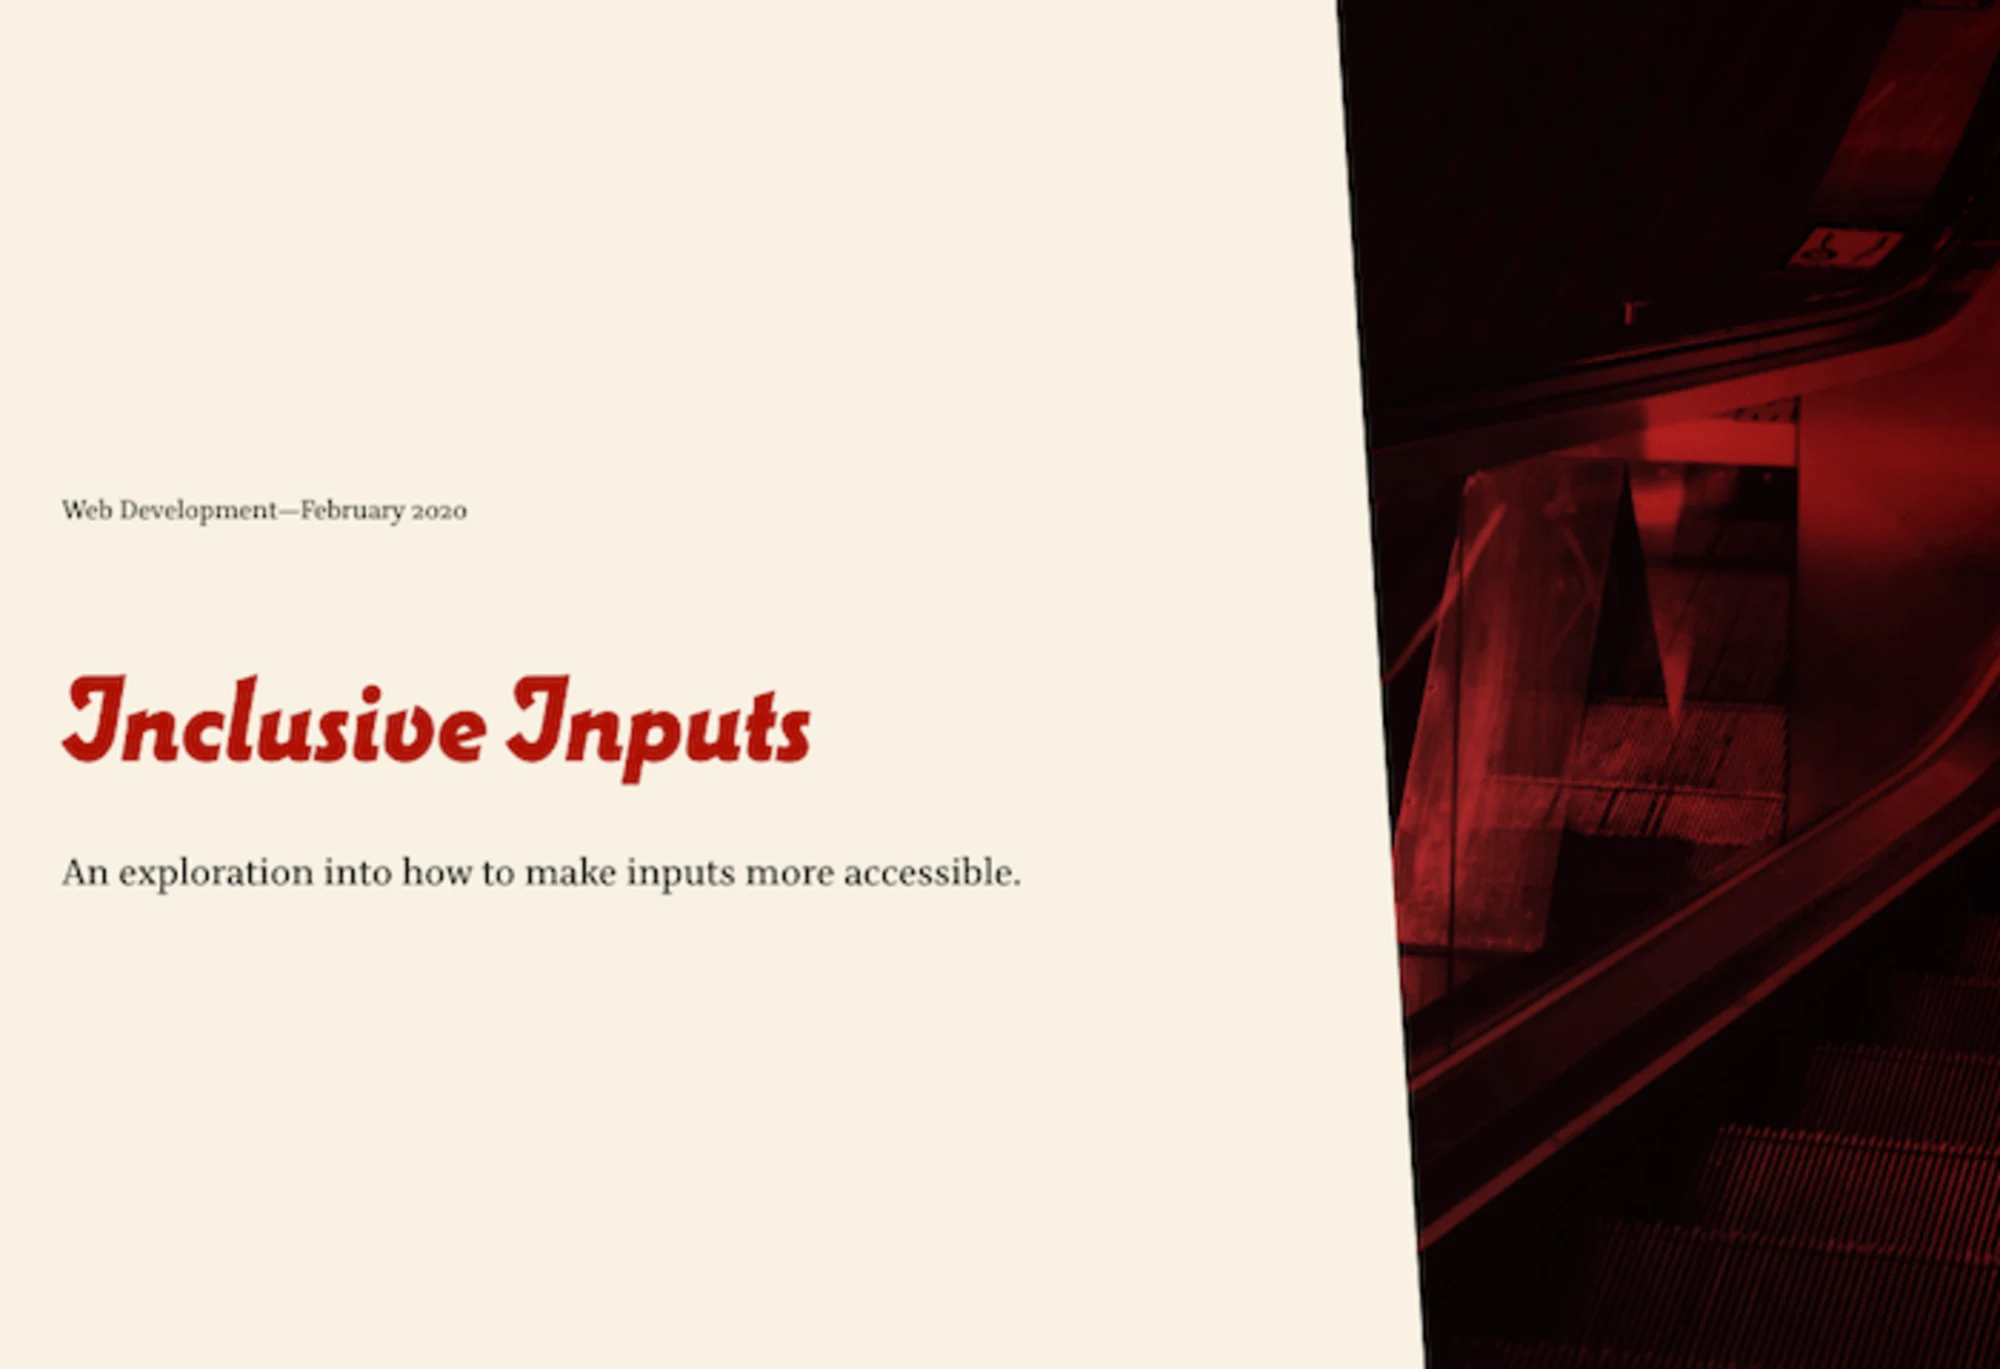 Web Development—February 2020
Inclusive Inputs
An exploration into how to make inputs more accessible.